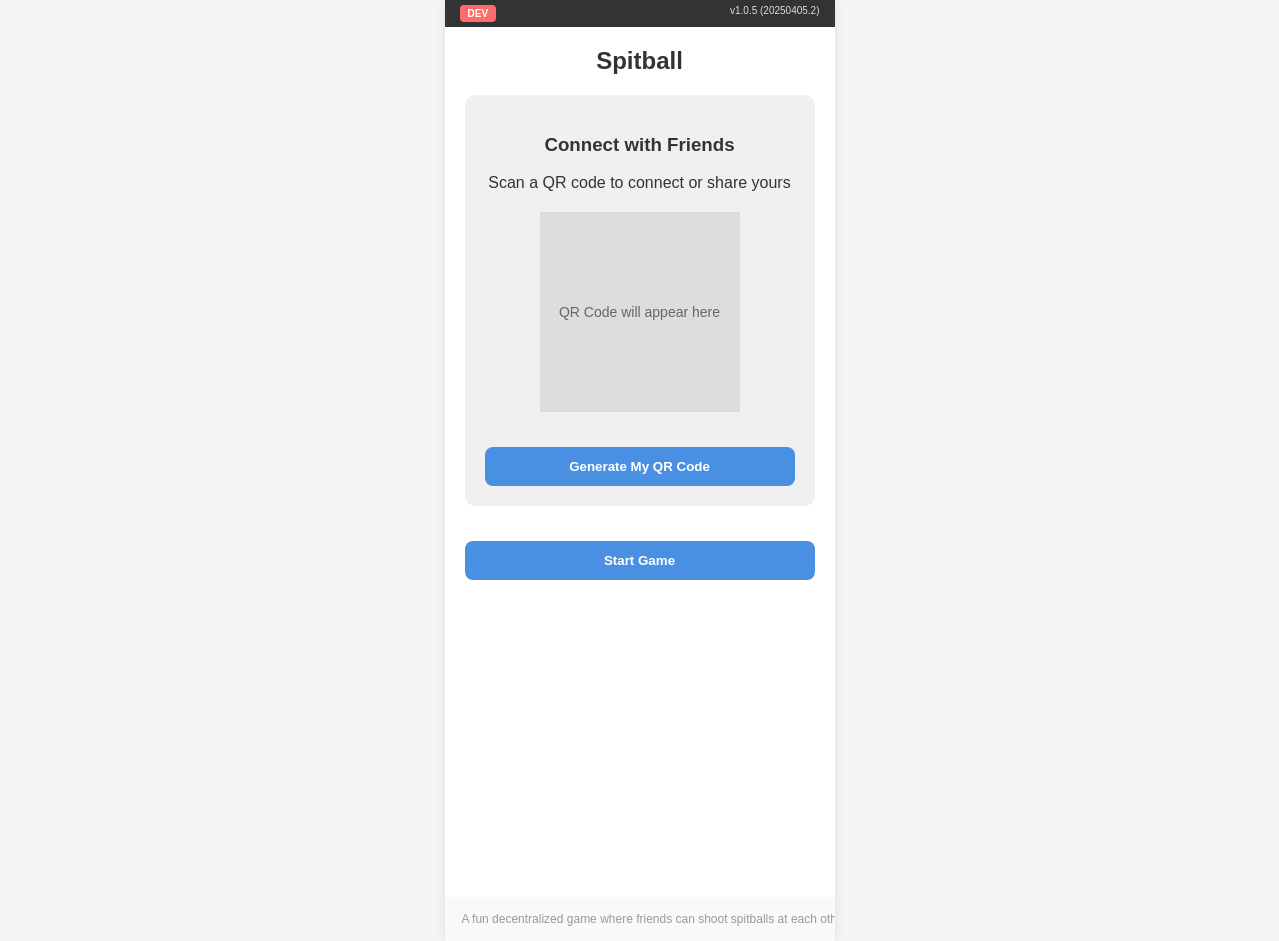 DEV
v1.0.5 (20250405.2)
Spitball
Connect with Friends
Scan a QR code to connect or share yours
QR Code will appear here
Generate My QR Code
Start Game
A fun decentralized game where friends can shoot spitballs at each oth